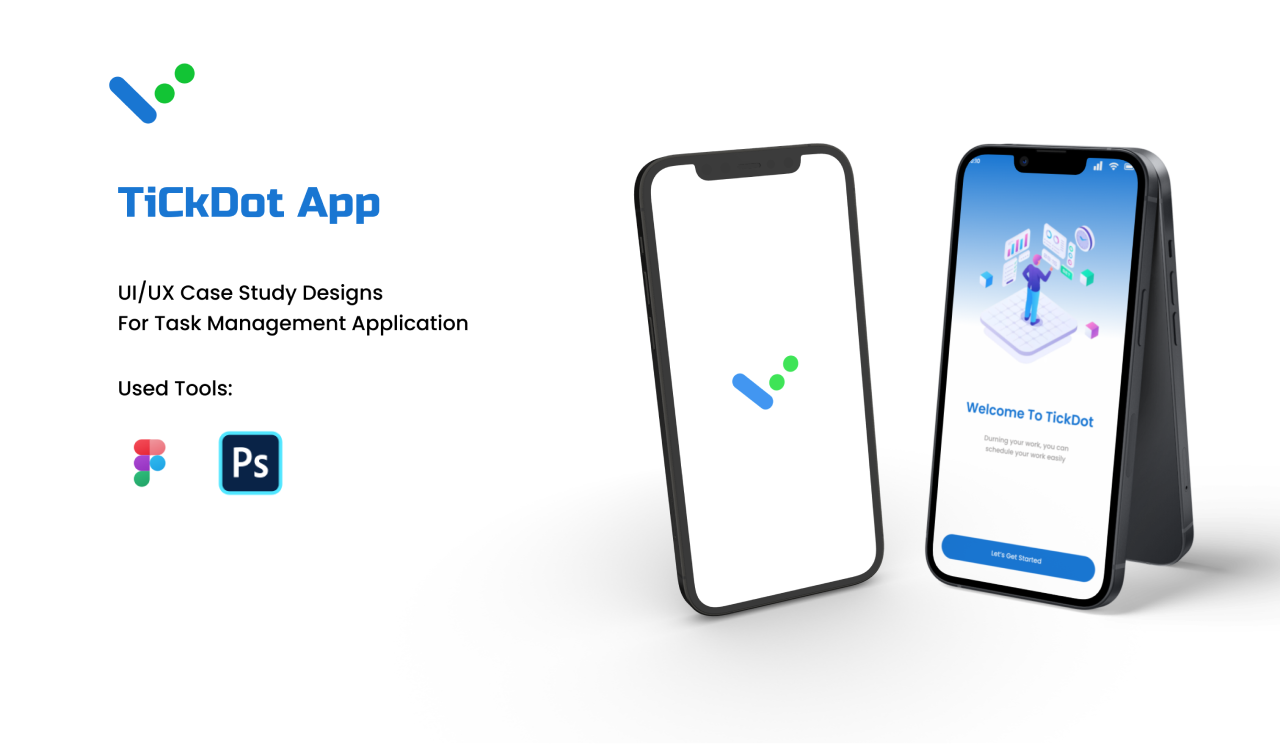 TiCkDot App
UI/UX Case Study Designs
For Task Management Application
Used Tools:
Ps
Welcome To TickDot
Durning your work, you can
schedule your work easily
Let's Get Started